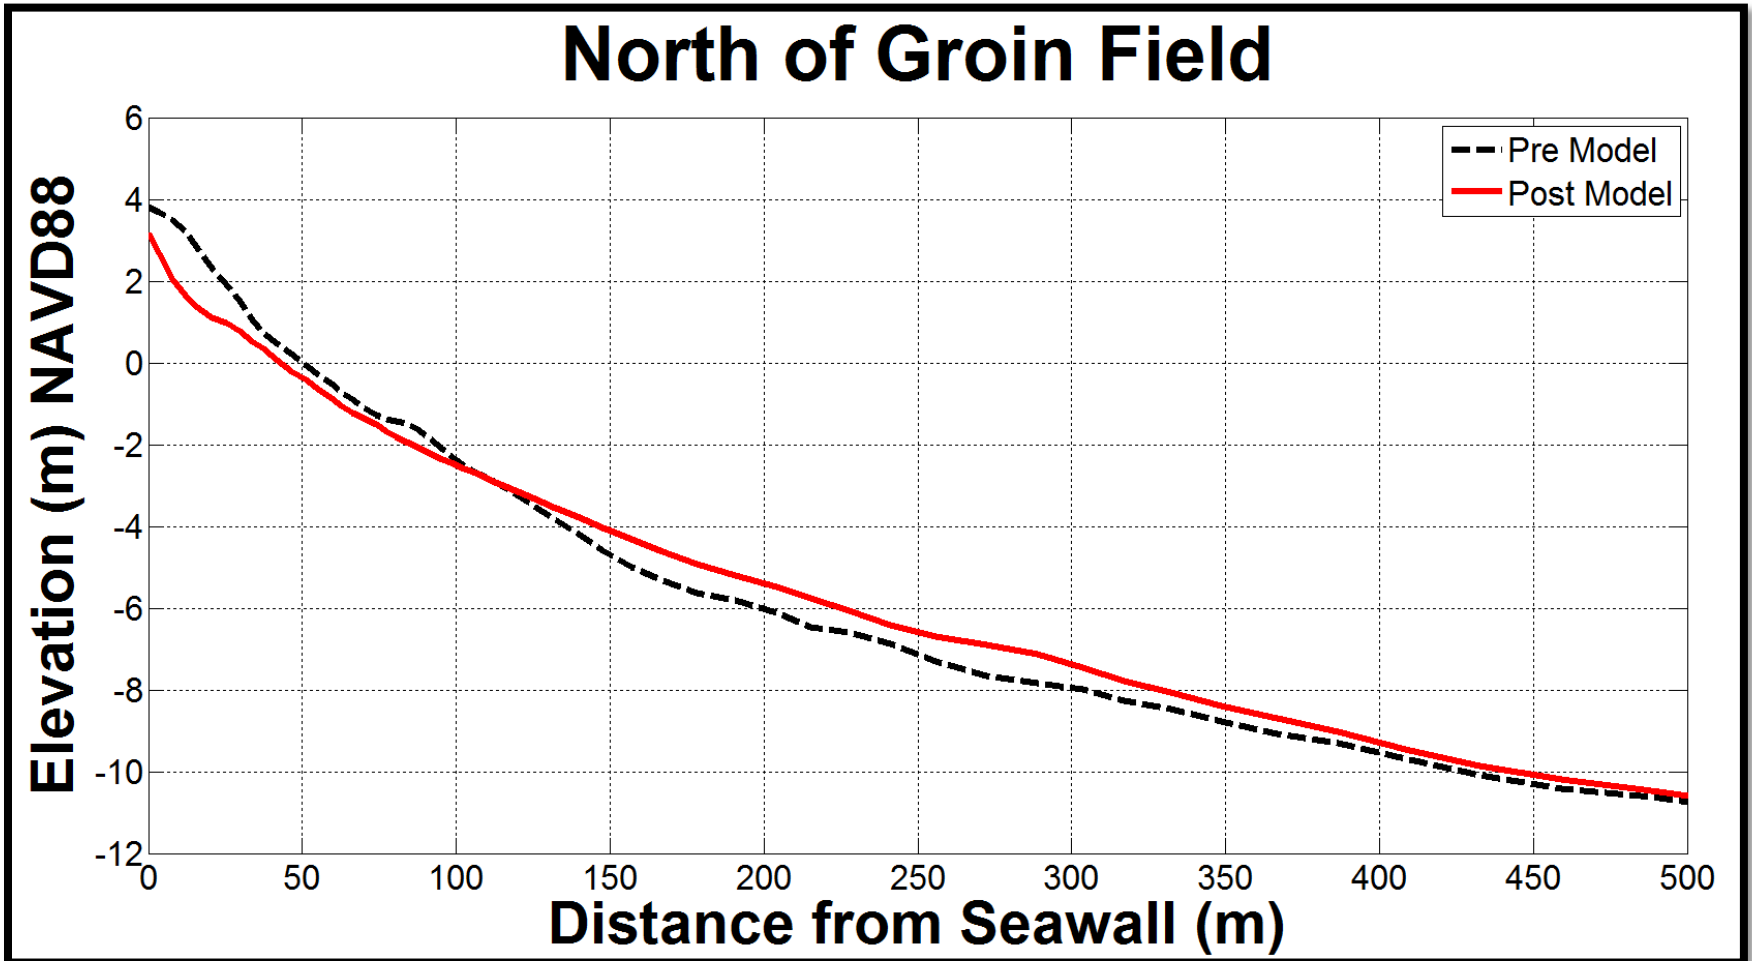 North of Groin Field
Pre Model
Post Model
Elevation (m) NAVD88
6
4
2
0
-2
-4
-6
-8
-10
-12
0 50 100 150 200 250 300 350 400 450 500
Distance from Seawall (m)